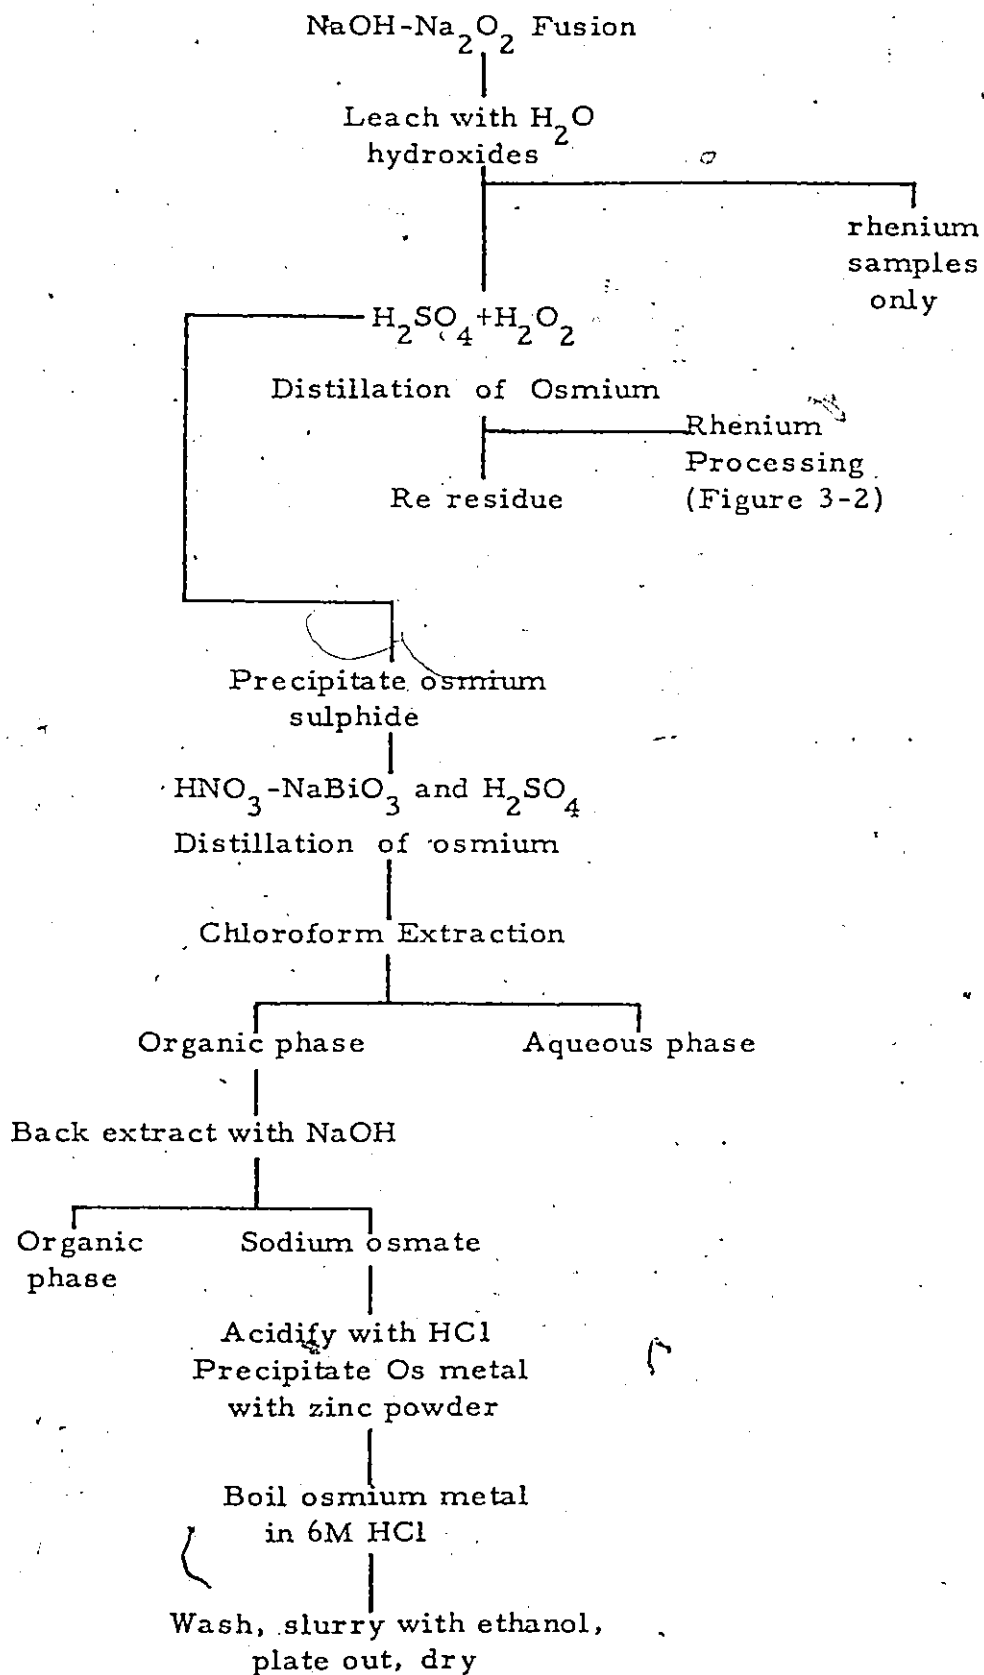 NaOH-Na2O2 Fusion
Leach with H2O
hydroxides
rhenium
samples
only
H2SO4+H2O2
Distillation of Osmium
Rhenium
Processing
(Figure 3-2)
Re residue
Precipitate osmium
sulphide
HNO3-NaBiO3 and H2SO4
Distillation of osmium
Chloroform Extraction
Organic phase
Aqueous phase
Back extract with NaOH
Organic
phase
Sodium osmate
Acidify with HCl
Precipitate Os metal
with zinc powder
Boil osmium metal
in 6M HCl
Wash, slurry with ethanol,
plate out, dry